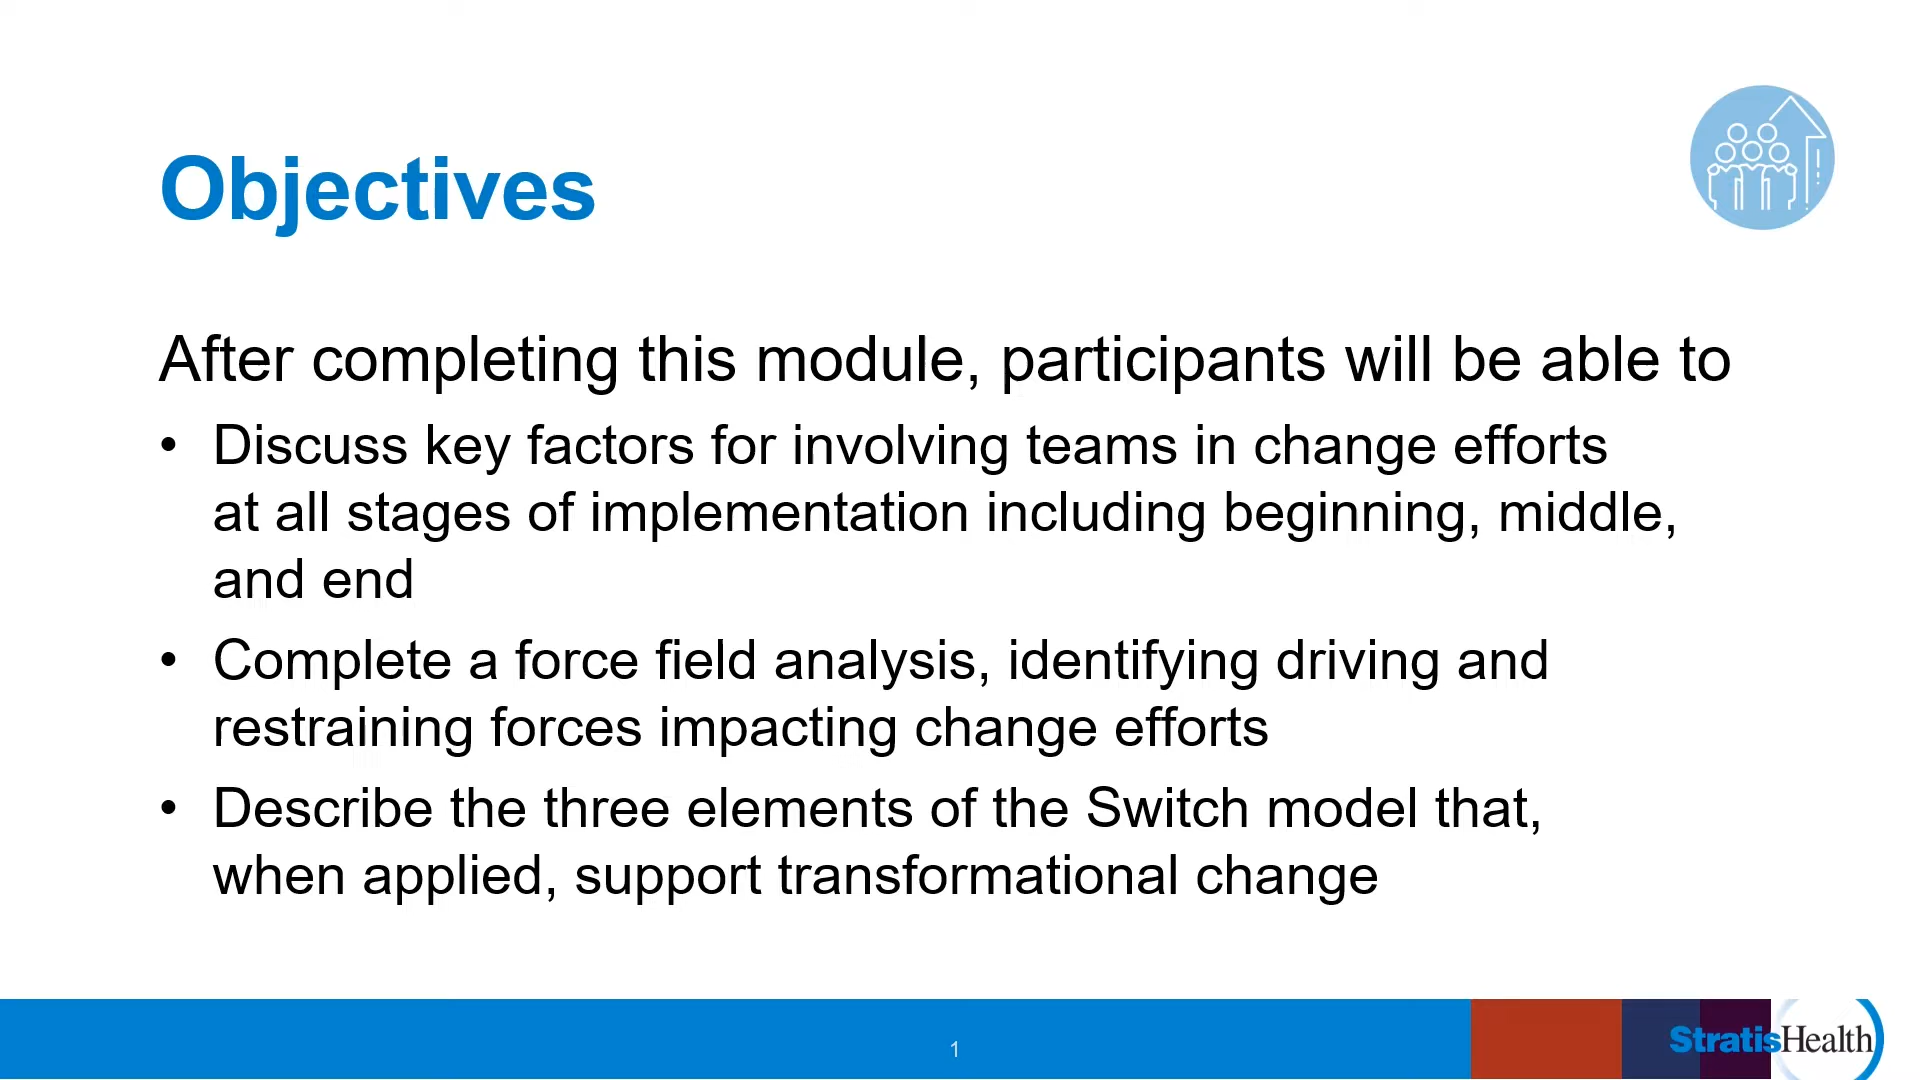 Objectives
After completing this module, participants will be able to
• Discuss key factors for involving teams in change efforts
at all stages of implementation including beginning, middle,
and end
• Complete a force field analysis, identifying driving and
restraining forces impacting change efforts
• Describe the three elements of the Switch model that,
when applied, support transformational change
1
StratisHealth